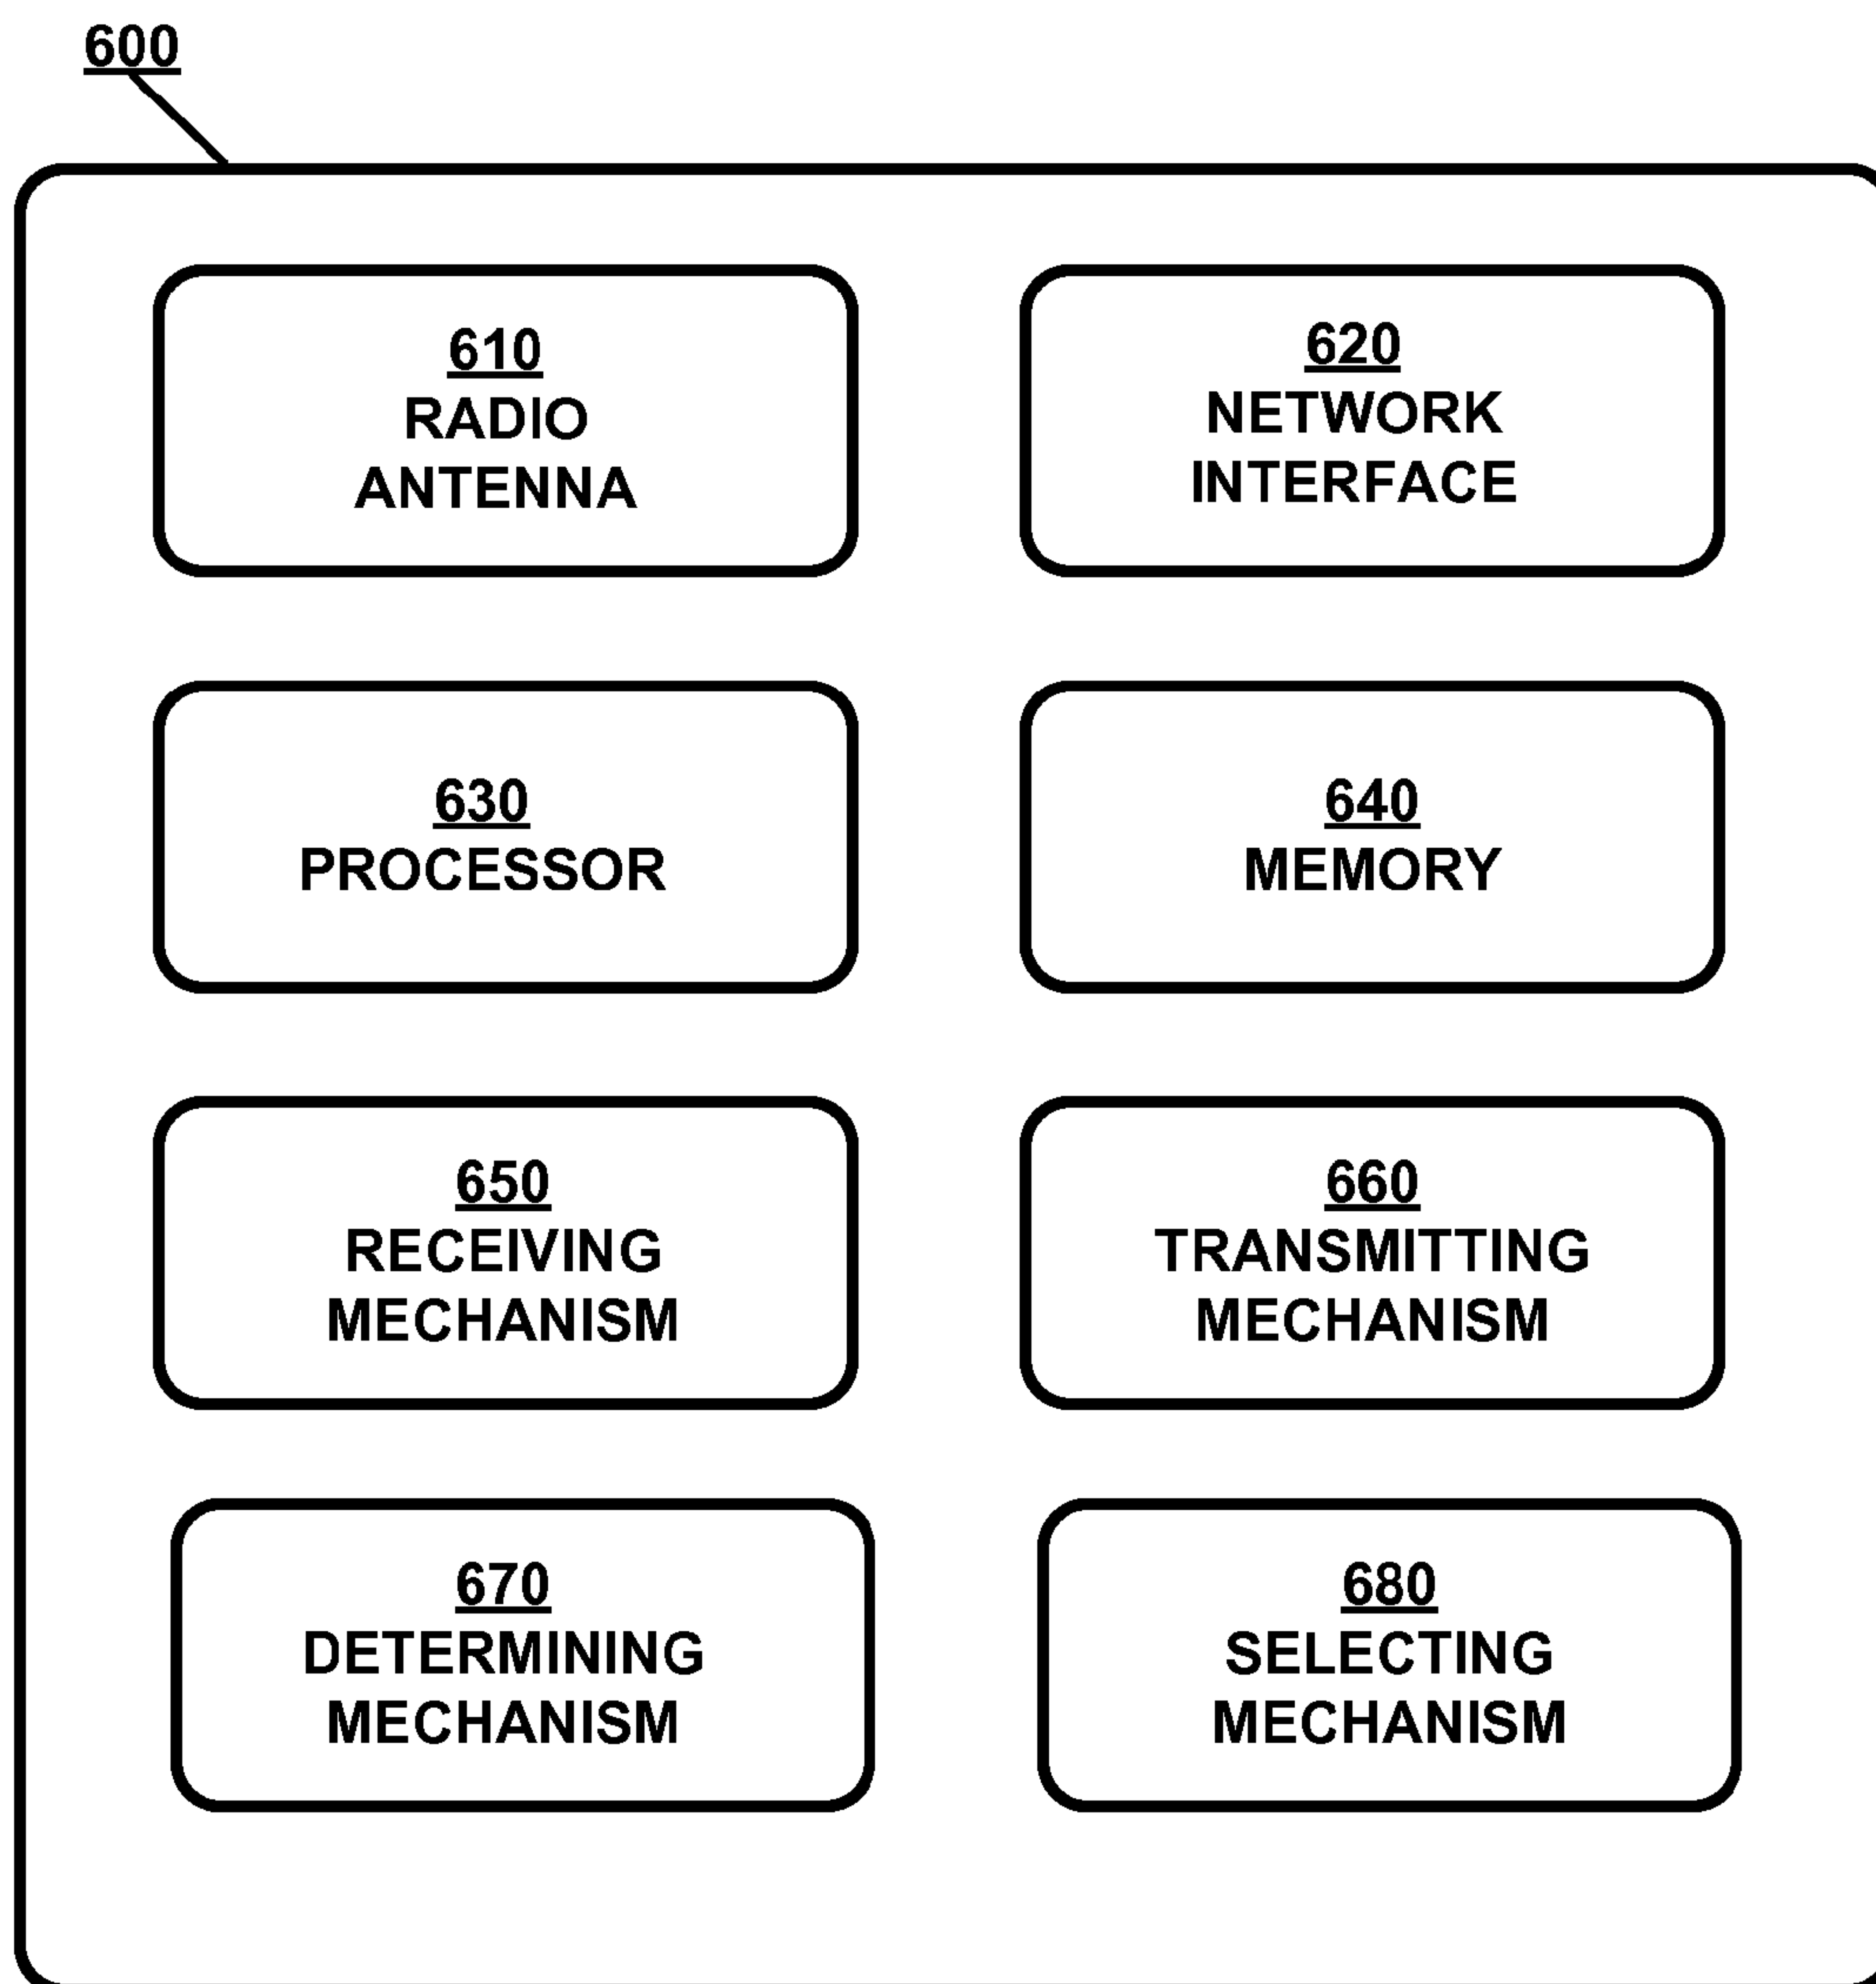 600
610
RADIO
ANTENNA
620
NETWORK
INTERFACE
630
PROCESSOR
640
MEMORY
650
RECEIVING
MECHANISM
660
TRANSMITTING
MECHANISM
670
DETERMINING
MECHANISM
680
SELECTING
MECHANISM